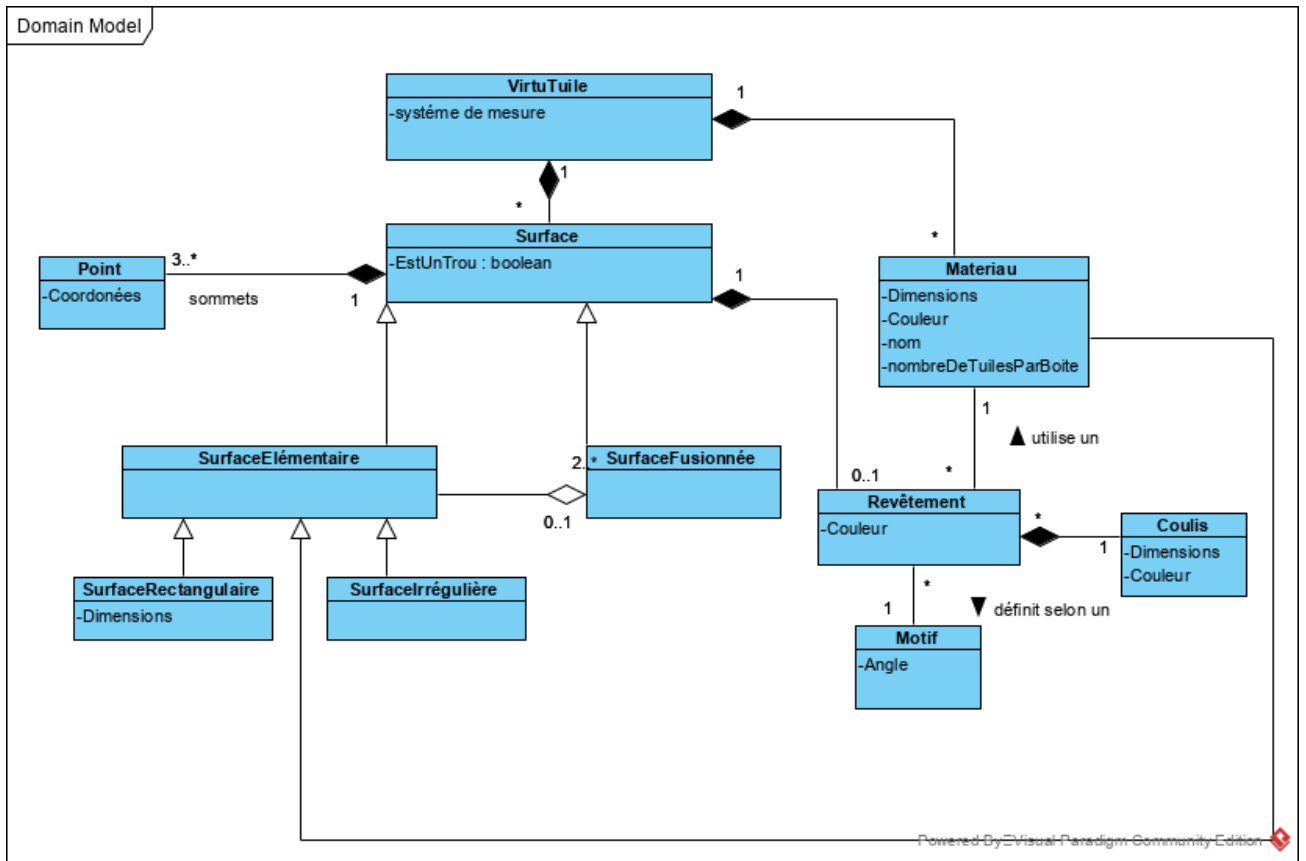 Domain Model
VirtuTuile
-systéme de mesure
1
1
*
*
Surface
-EstUnTrou : boolean
3..*
1
sommets
Point
-Coordonées
1
Materiau
-Dimensions
-Couleur
-nom
-nombreDeTuilesParBoite
1
utilise un
*
SurfaceElémentaire
2..*
SurfaceFusionnée
0..1
0..1
Revêtement
-Couleur
*
1
Coulis
-Dimensions
-Couleur
SurfaceRectangulaire
-Dimensions
SurfaceIrrégulière
*
1
définit selon un
Motif
-Angle
Powered By Visual Paradigm Community Edition